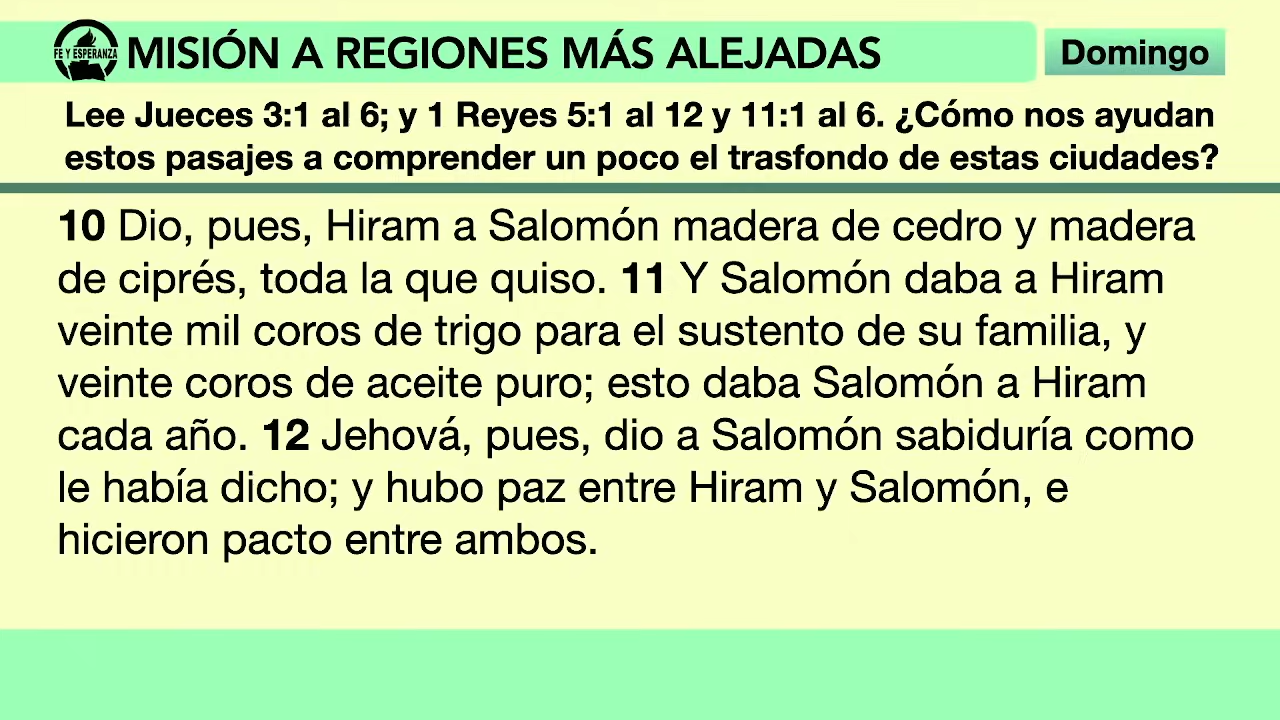 FE Y ESPERANZA
MISIÓN A REGIONES MÁS ALEJADAS
Domingo
Lee Jueces 3:1 al 6; y 1 Reyes 5:1 al 12 y 11:1 al 6. ¿Cómo nos ayudan
estos pasajes a comprender un poco el trasfondo de estas ciudades?
10 Dio, pues, Hiram a Salomón madera de cedro y madera
de ciprés, toda la que quiso. 11 Y Salomón daba a Hiram
veinte mil coros de trigo para el sustento de su familia, y
veinte coros de aceite puro; esto daba Salomón a Hiram
cada año. 12 Jehová, pues, dio a Salomón sabiduría como
le había dicho; y hubo paz entre Hiram y Salomón, e
hicieron pacto entre ambos.